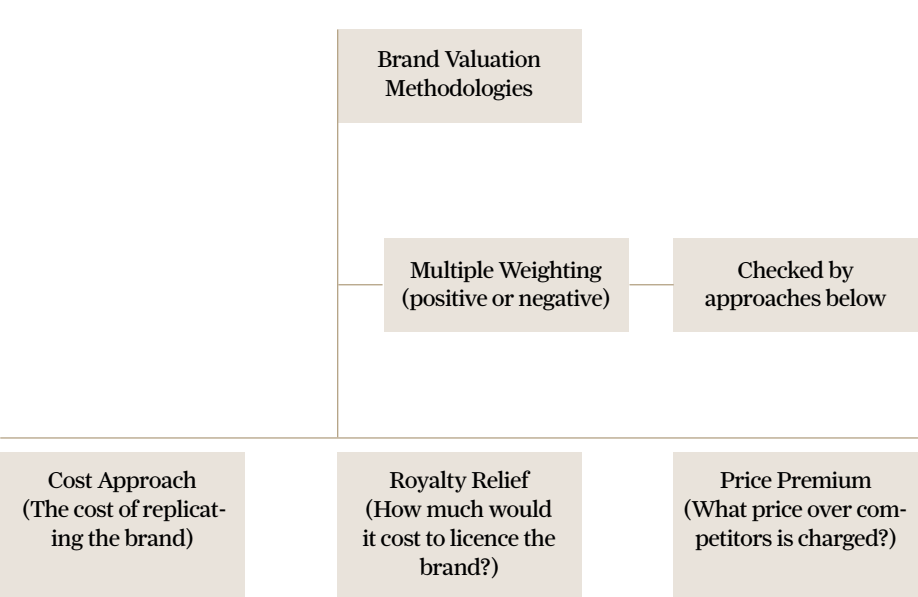 Brand Valuation
Methodologies
Multiple Weighting
(positive or negative)
Checked by
approaches below
Cost Approach
(The cost of replicat-
ing the brand)
Royalty Relief
(How much would
it cost to licence the
brand?)
Price Premium
(What price over com-
petitors is charged?)